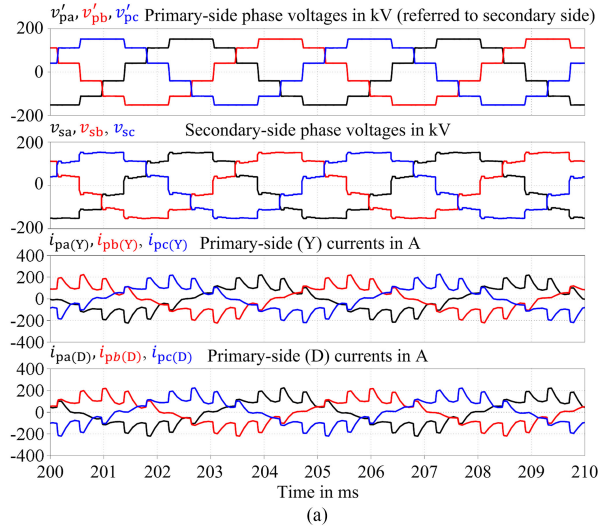 v′pa, v′pb, v′pc Primary-side phase voltages in kV (referred to secondary side)
200
0
-200
vsa, vsb, vsc Secondary-side phase voltages in kV
200
0
-200
ipa(Y), ipb(Y), ipc(Y) Primary-side (Y) currents in A
400
200
0
-200
-400
ipa(D), ipb(D), ipc(D) Primary-side (D) currents in A
400
200
0
-200
-400
200 201 202 203 204 205 206 207 208 209 210
Time in ms
(a)